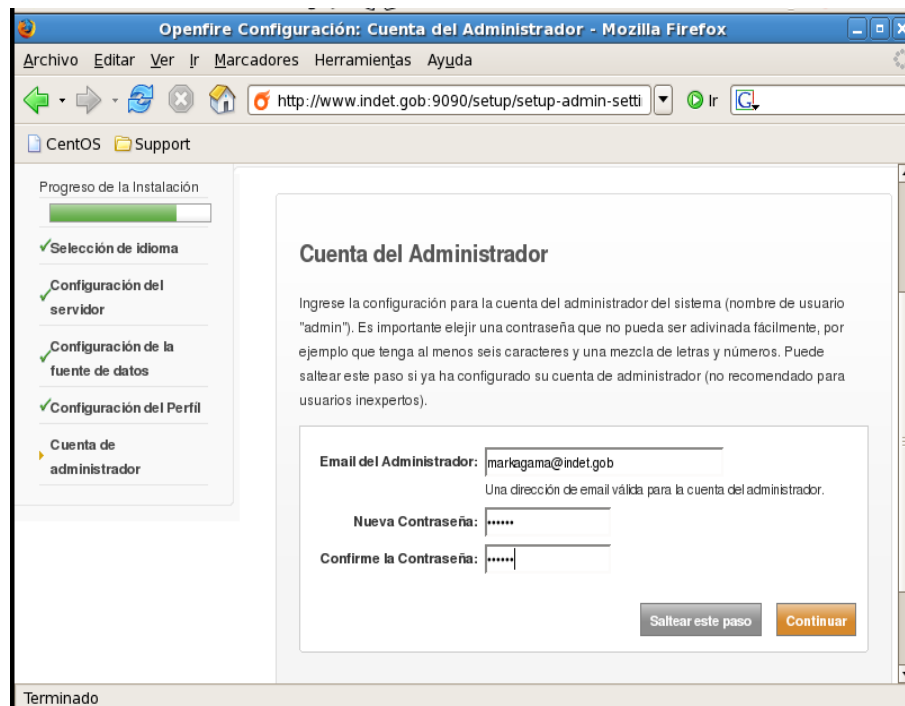 Openfire Configuración: Cuenta del Administrador - Mozilla Firefox
Archivo Editar Ver Ir Marcadores Herramientas Ayuda
http://www.indet.gob:9090/setup/setup-admin-setti
Ir
G
CentOS
Support
Progreso de la Instalación
Selección de idioma
Configuración del
servidor
Configuración de la
fuente de datos
Configuración del Perfíl
Cuenta de
administrador
Cuenta del Administrador
Ingrese la configuración para la cuenta del administrador del sistema (nombre de usuario
"admin"). Es importante elejir una contraseña que no pueda ser adivinada fácilmente, por
ejemplo que tenga al menos seis caracteres y una mezcla de letras y números. Puede
saltear este paso si ya ha configurado su cuenta de administrador (no recomendado para
usuarios inexpertos).
Email del Administrador: markagama@indet.gob
Una dirección de email válida para la cuenta del administrador.
Nueva Contraseña: ••••••
Confirme la Contraseña: ••••••
Saltear este paso
Continuar
Terminado